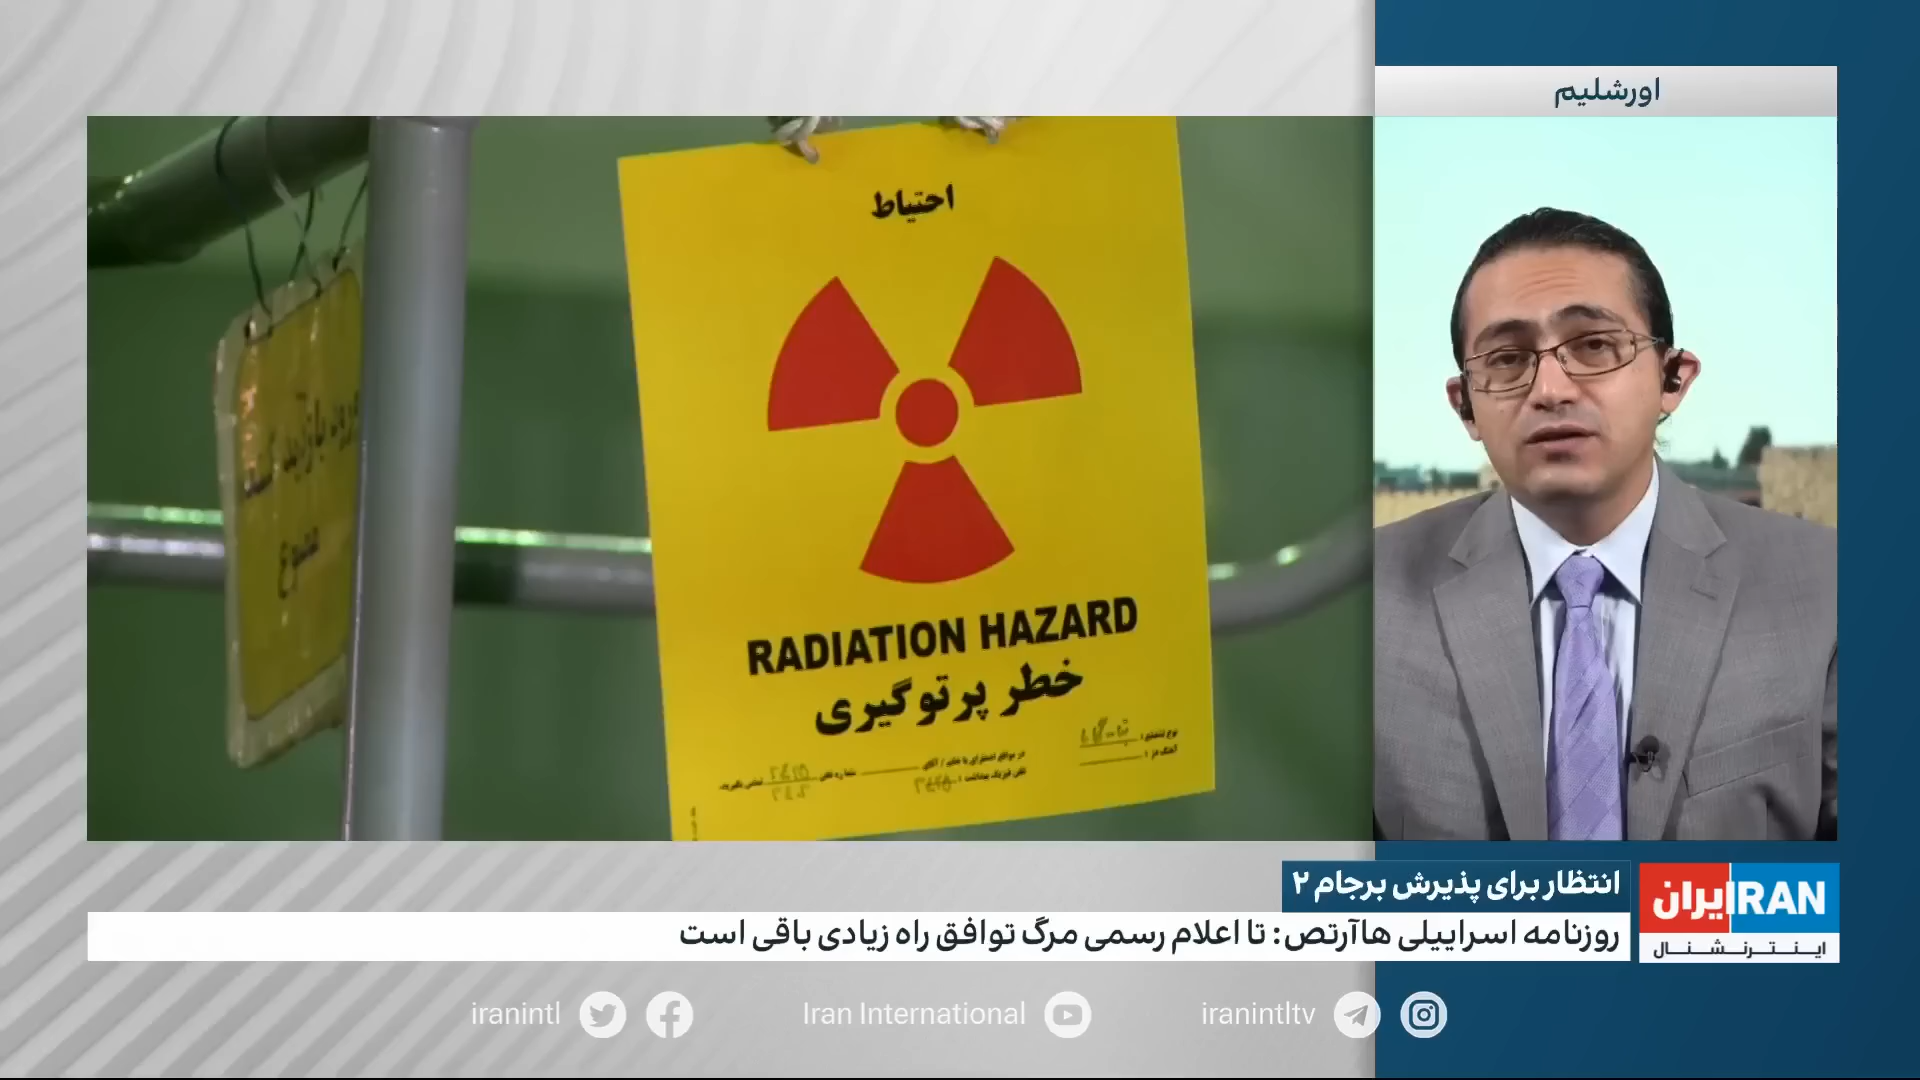 اورشلیم
احتیاط
RADIATION HAZARD
خطر پرتوگیری
ممنوع
انتظار برای پذیرش برجام ۲
روزنامه اسراییلی هاآرتص: تا اعلام رسمی مرگ توافق راه زیادی باقی است
ایران IRAN
اینترنشنال
iranintl
Iran International
iranintltv